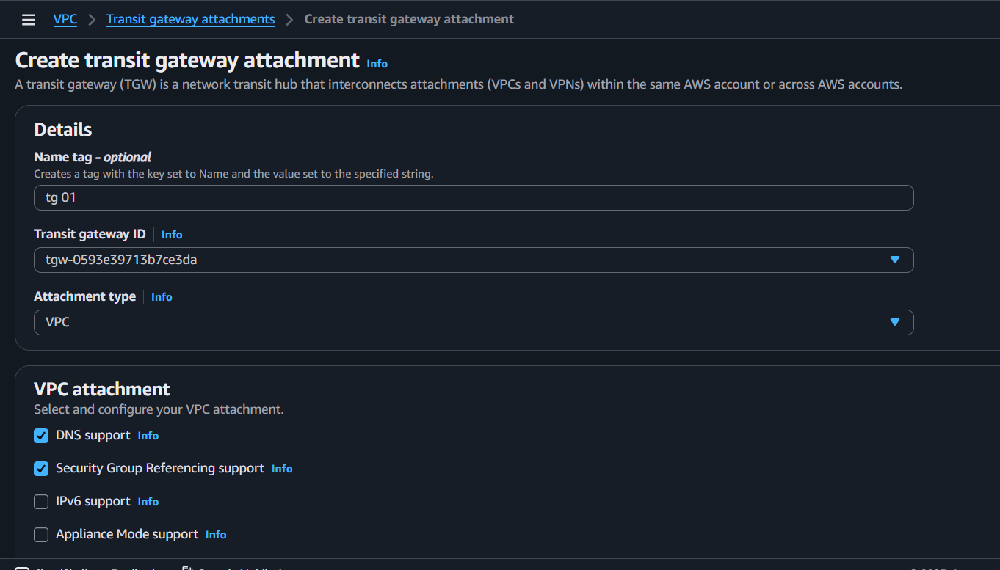 VPC > Transit gateway attachments > Create transit gateway attachment
Create transit gateway attachment Info
A transit gateway (TGW) is a network transit hub that interconnects attachments (VPCs and VPNs) within the same AWS account or across AWS accounts.
Details
Name tag - optional
Creates a tag with the key set to Name and the value set to the specified string.
tg 01
Transit gateway ID Info
tgw-0593e39713b7ce3da
Attachment type Info
VPC
VPC attachment
Select and configure your VPC attachment.
DNS support Info
Security Group Referencing support Info
IPv6 support Info
Appliance Mode support Info